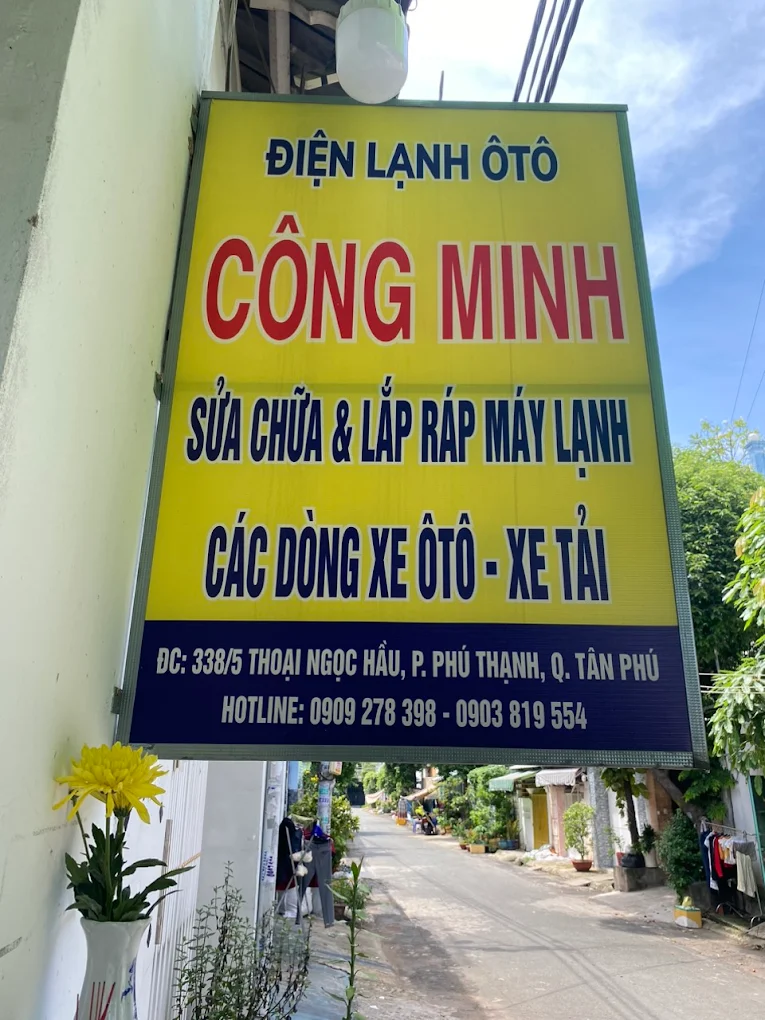 ĐIỆN LẠNH ÔTÔ
CÔNG MINH
SỬA CHỮA & LẮP RÁP MÁY LẠNH
CÁC DÒNG XE ÔTÔ - XE TẢI
ĐC: 338/5 THOẠI NGỌC HẦU, P. PHÚ THẠNH, Q. TÂN PHÚ
HOTLINE: 0909 278 398 - 0903 819 554